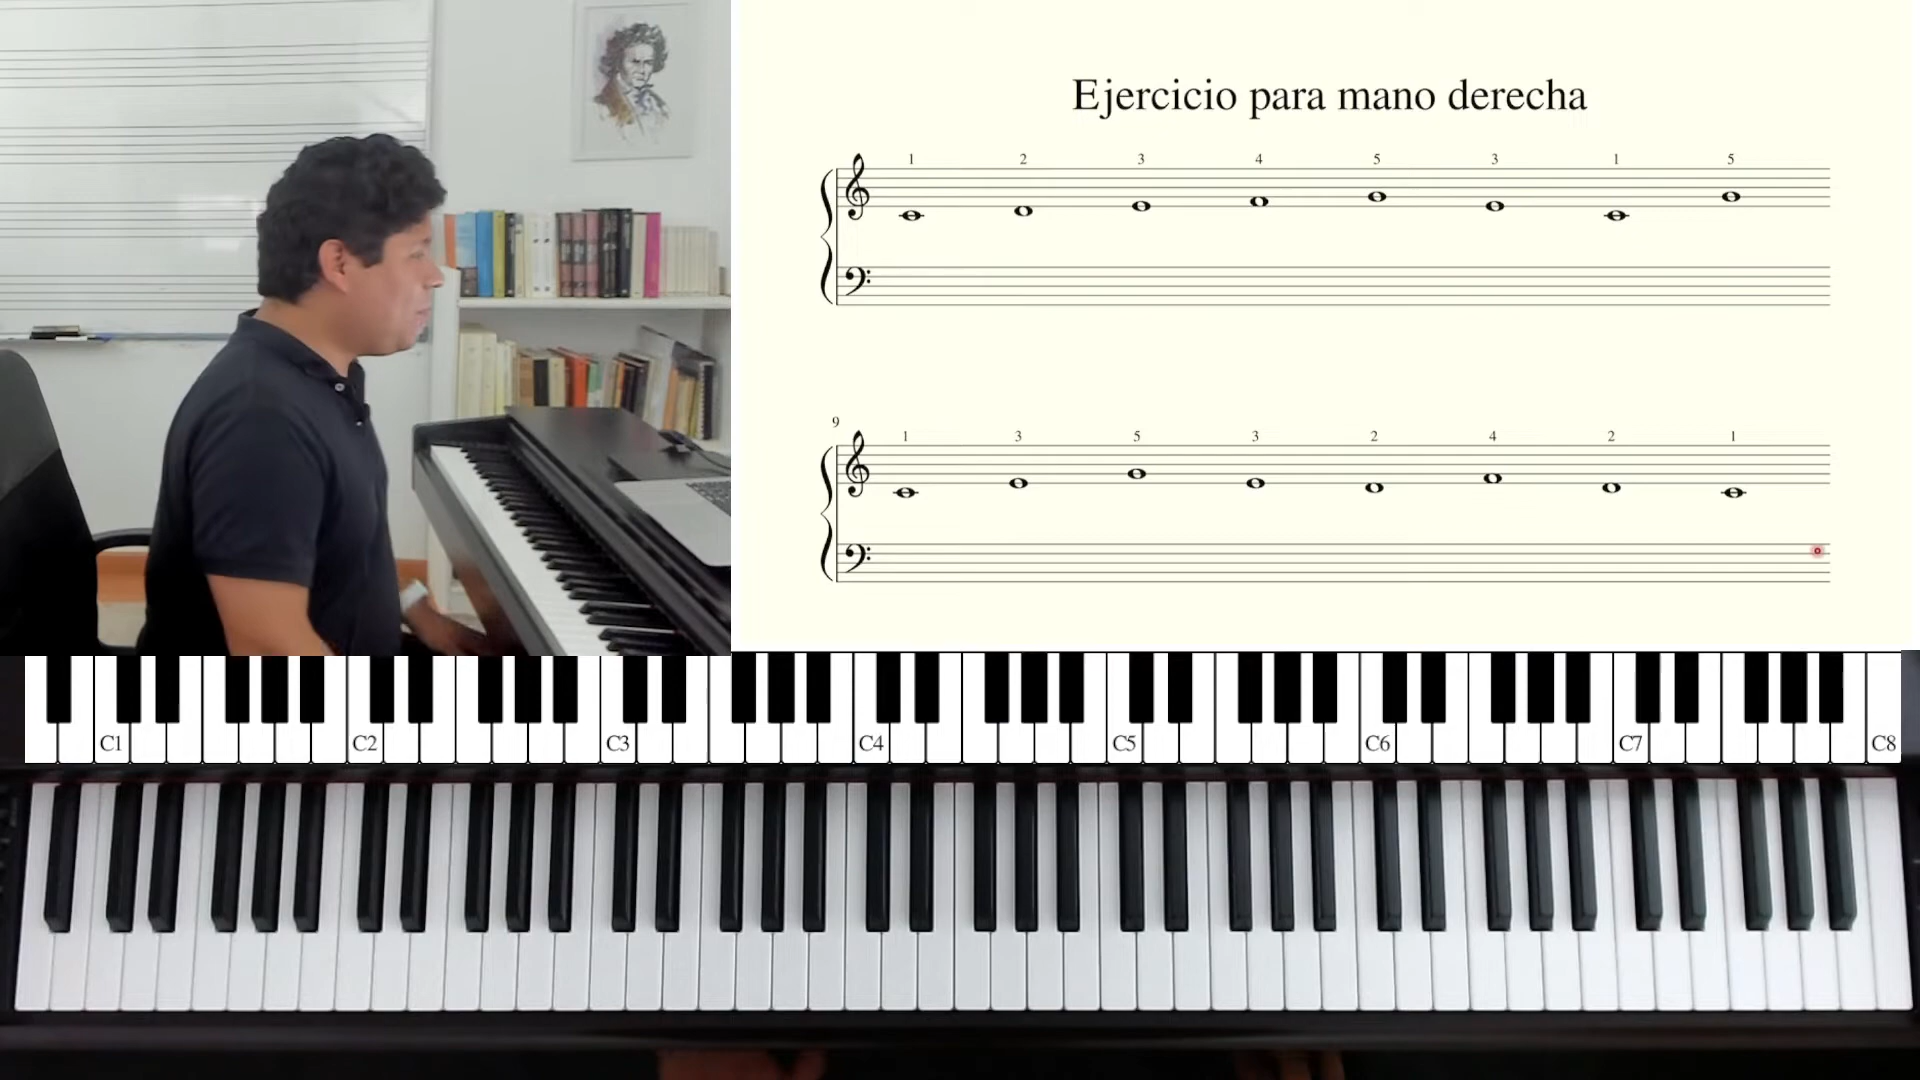 Ejercicio para mano derecha
1 2 3 4 5 3 1 5
9
1 3 5 3 2 4 2 1
C1 C2 C3 C4 C5 C6 C7 C8